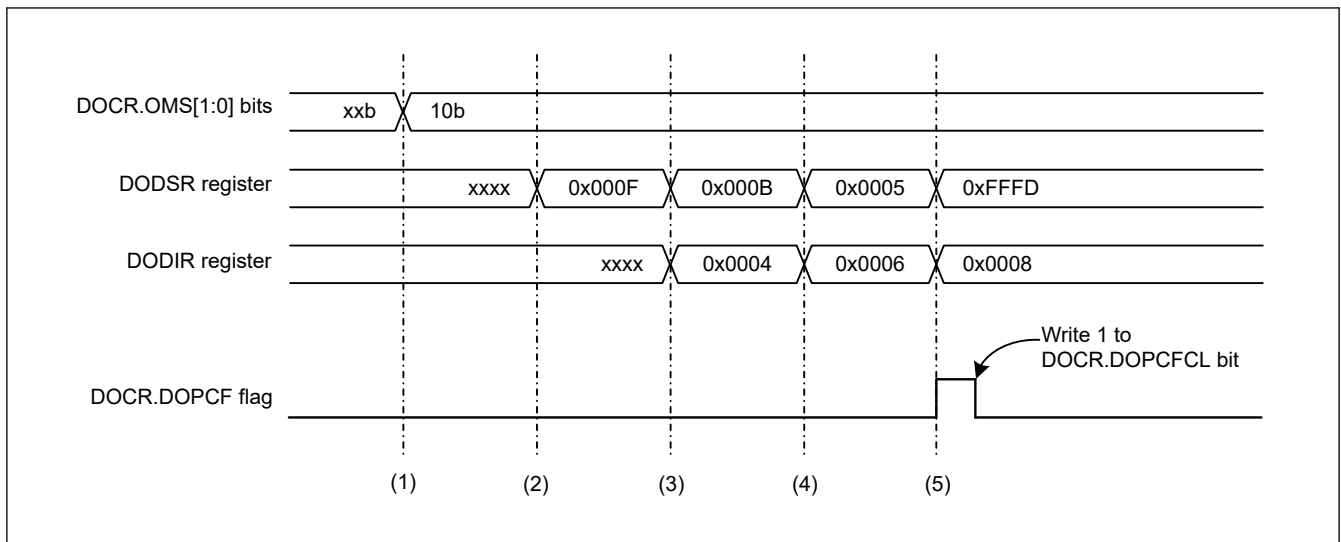 DOCR.OMS[1:0] bits xxb 10b
DODSR register xxxx 0x000F 0x000B 0x0005 0xFFFD
DODIR register xxxx 0x0004 0x0006 0x0008
Write 1 to
DOCR.DOPCFCL bit
DOCR.DOPCF flag
(1) (2) (3) (4) (5)